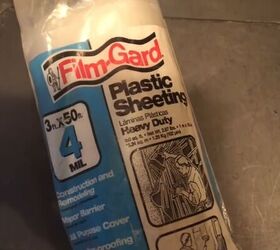 Film-Gard
Plastic
Sheeting
Láminas Plásticas
Heavy Duty
3 ft. X 50 ft.
4
MIL
Construction and
Remodeling
Vapor Barrier
All Purpose Cover